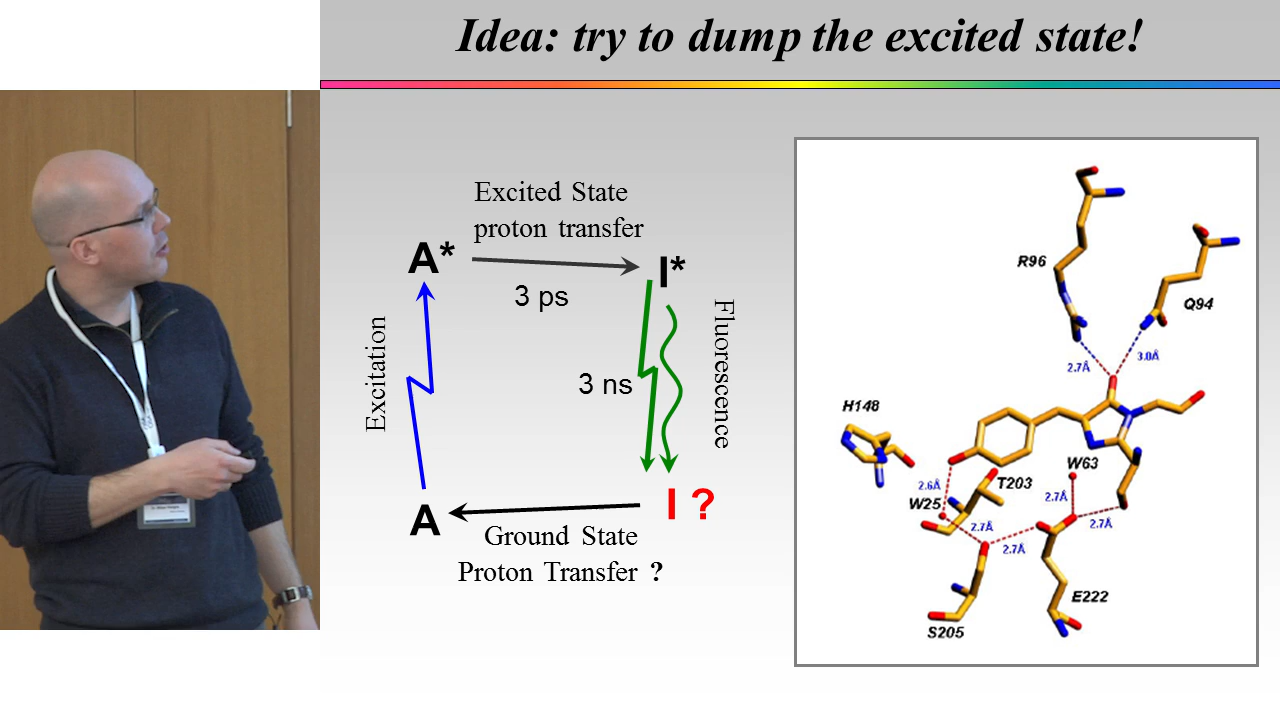 Idea: try to dump the excited state!
Excited State
proton transfer
A*
I*
3 ps
Excitation
3 ns
Fluorescence
A
I ?
Ground State
Proton Transfer ?
R96
Q94
2.7Å
3.0Å
H148
W63
2.6Å
T203
W25
2.7Å
2.7Å
2.7Å
2.7Å
E222
S205